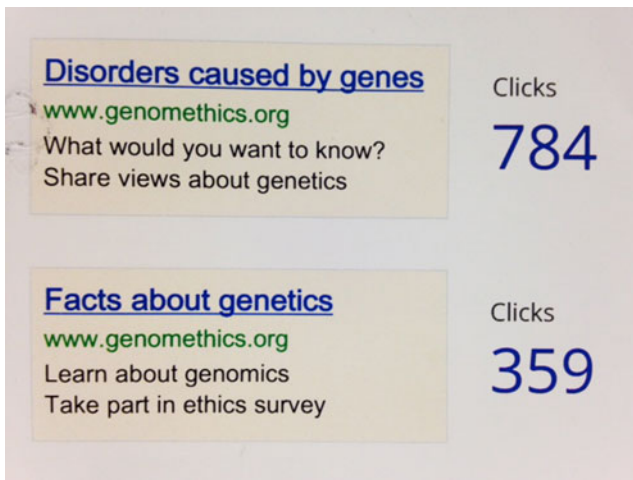 Disorders caused by genes
www.genomethics.org
What would you want to know?
Share views about genetics
Clicks
784
Facts about genetics
www.genomethics.org
Learn about genomics
Take part in ethics survey
Clicks
359